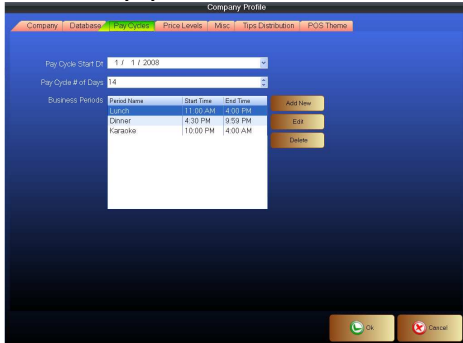 Company Profile
Company Database Pay Cycles Price Levels Misc Tips Distribution POS Theme
Pay Cycle Start Dt 1 / 1 / 2008
Pay Cycle # of Days 14
Business Periods Period Name Start Time End Time Add New
Lunch 11:00 AM 4:00 PM
Dinner 4:30 PM 9:59 PM Edit
Karaoke 10:00 PM 4:00 AM
Delete
Ok Cancel